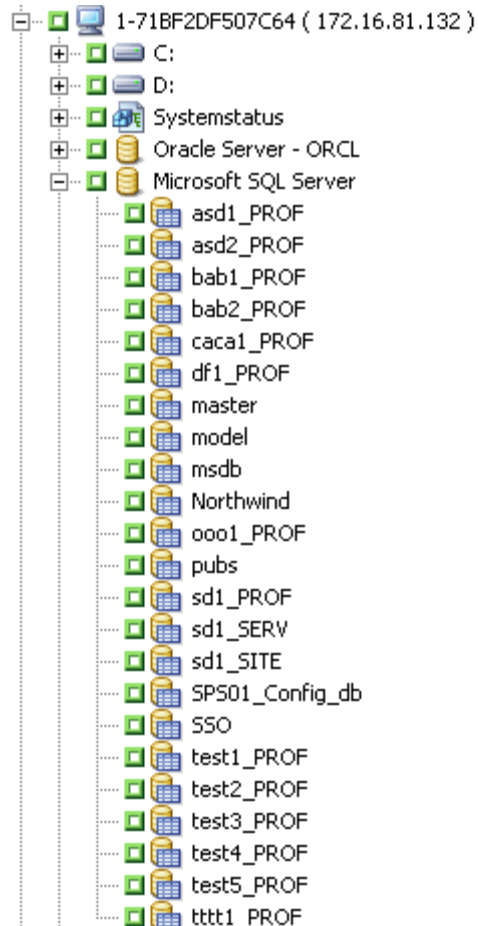 1-71BF2DF507C64 ( 172.16.81.132 )
C:
D:
Systemstatus
Oracle Server - ORCL
Microsoft SQL Server
asd1_PROF
asd2_PROF
bab1_PROF
bab2_PROF
caca1_PROF
df1_PROF
master
model
msdb
Northwind
ooo1_PROF
pubs
sd1_PROF
sd1_SERV
sd1_SITE
SPS01_Config_db
SSO
test1_PROF
test2_PROF
test3_PROF
test4_PROF
test5_PROF
tttt1_PROF